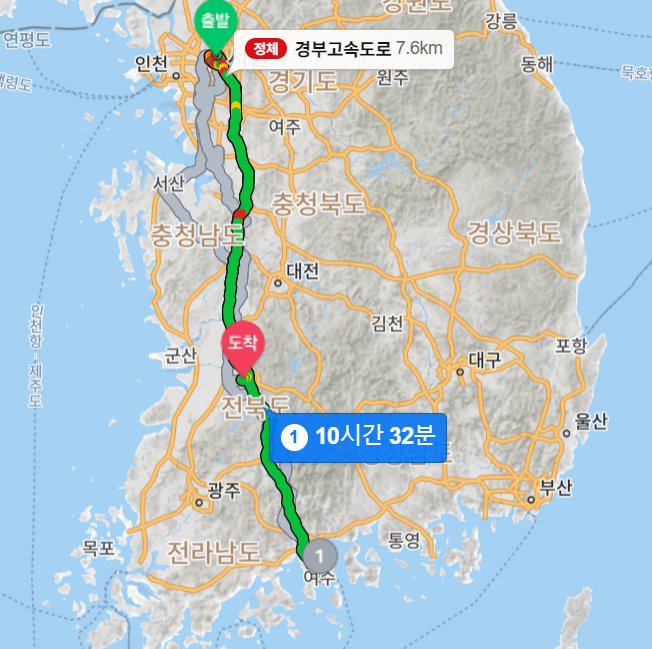 강원도
강릉
출발
연평도
정체 경부고속도로 7.6km
인천
동해
경기도
원주
여주
서산
충청북도
충청남도
경상북도
대전
인천항 - 제주도
김천
도착
포항
군산
대구
전북도
1 10시간 32분
울산
광주
부산
목포
전라남도
통영
1
여수